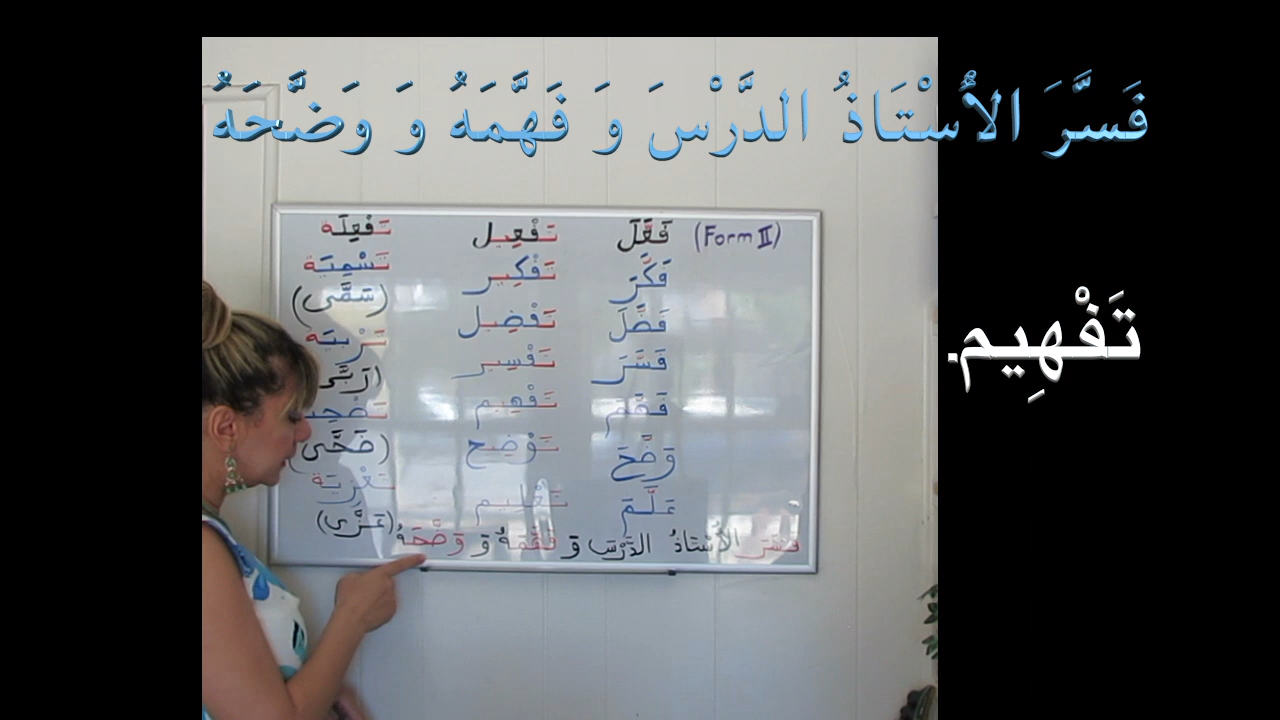 فَسَّرَ الأُسْتَاذُ الدَّرْسَ وَ فَهَّمَهُ وَ وَضَّحَهُ
تَفْهِيم.
(Form II) فَعَّلَ تَفْعِيل تَفْعِلَه
فَكَّرَ تَفْكِير تَسْمِيَة
(سَمَّى)
فَضَّلَ تَفْضِيل تَرْبِيَه
فَسَّرَ تَفْسِير (رَبَّى)
فَهَّم تَفْهِيم
وَضَّحَ تَوْضِيح (ضَحَّى)
عَلَّمَ تَعْلِيم
فَسَّرَ الأُسْتَاذُ الدَّرْسَ وَ فَهَّمَهُ وَ وَضَّحَهُ